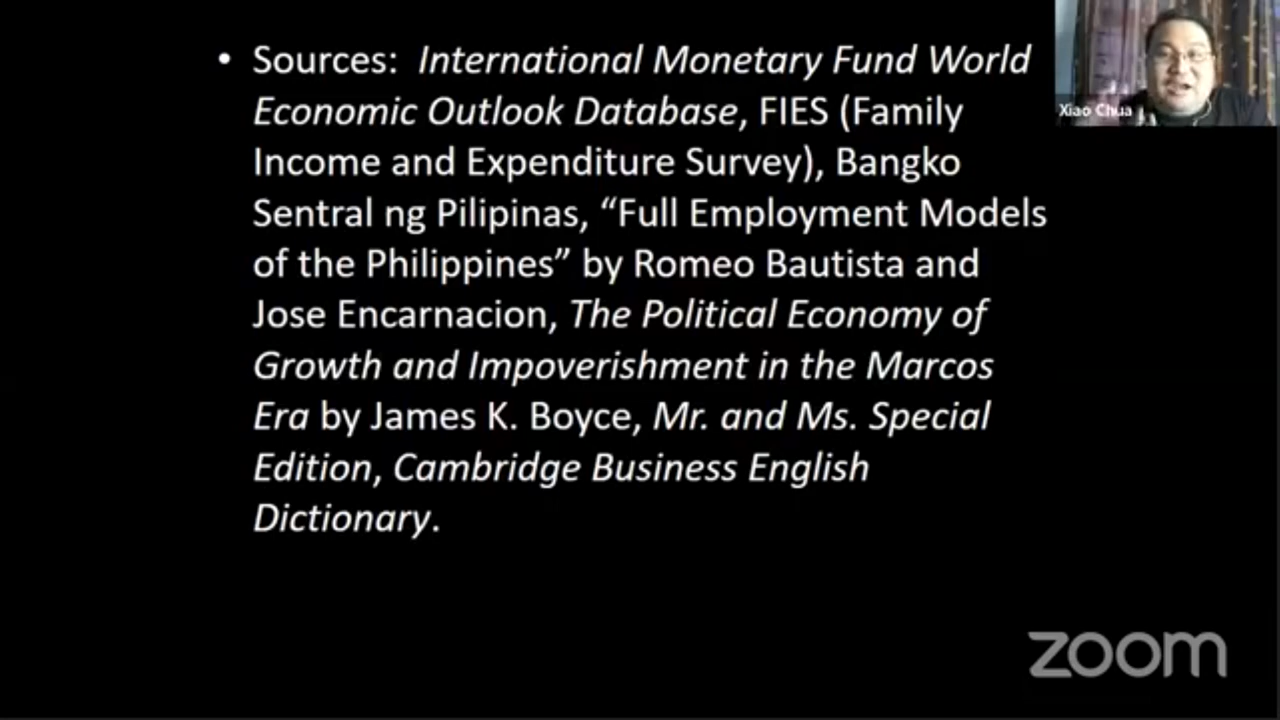 • Sources: International Monetary Fund World
Economic Outlook Database, FIES (Family
Income and Expenditure Survey), Bangko
Sentral ng Pilipinas, “Full Employment Models
of the Philippines” by Romeo Bautista and
Jose Encarnacion, The Political Economy of
Growth and Impoverishment in the Marcos
Era by James K. Boyce, Mr. and Ms. Special
Edition, Cambridge Business English
Dictionary.
Xiao Chua
zoom